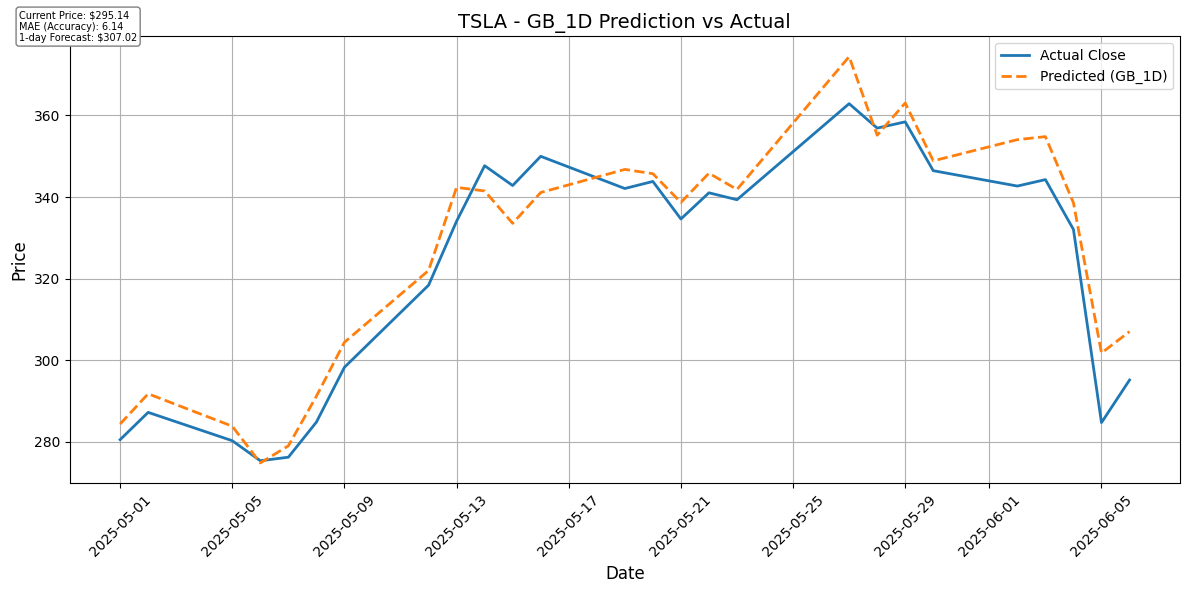 Current Price: $295.14
MAE (Accuracy): 6.14
1-day Forecast: $307.02
TSLA - GB_1D Prediction vs Actual
Actual Close
Predicted (GB_1D)
Price
360
340
320
300
280
2025-05-01
2025-05-05
2025-05-09
2025-05-13
2025-05-17
2025-05-21
2025-05-25
2025-05-29
2025-06-01
2025-06-05
Date